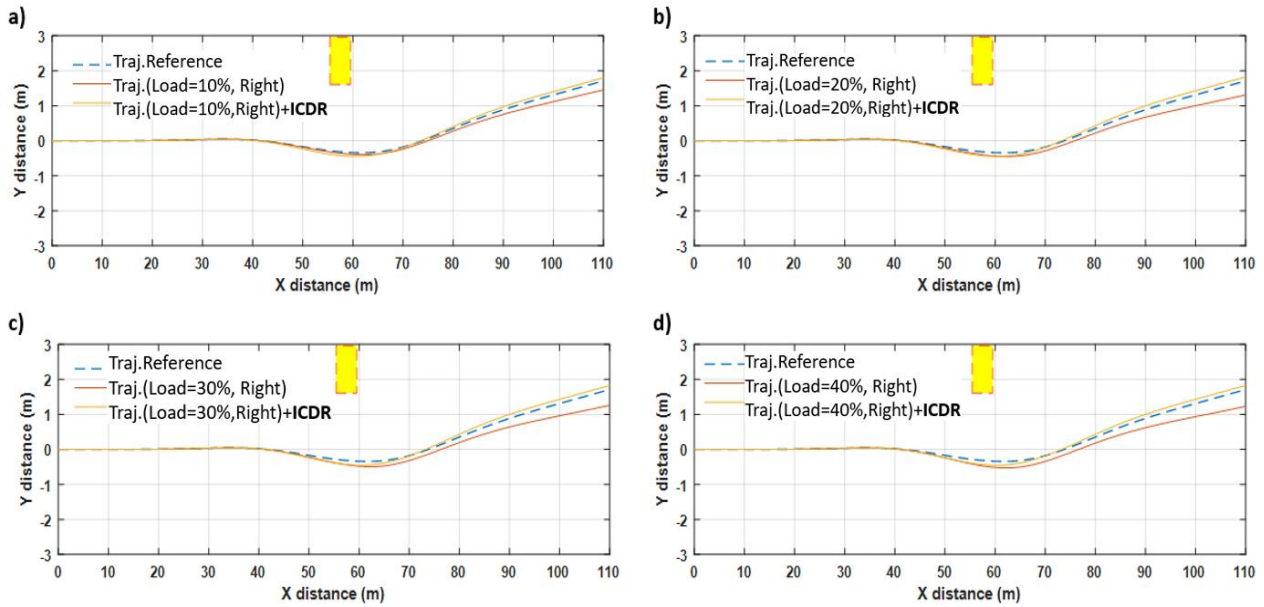 a)
3
2
1
0
-1
-2
-3
Y distance (m)
Traj.Reference
Traj.(Load=10%, Right)
Traj.(Load=10%,Right)+ICDR
0 10 20 30 40 50 60 70 80 90 100 110
X distance (m)
b)
3
2
1
0
-1
-2
-3
Y distance (m)
Traj.Reference
Traj.(Load=20%, Right)
Traj.(Load=20%,Right)+ICDR
0 10 20 30 40 50 60 70 80 90 100 110
X distance (m)
c)
3
2
1
0
-1
-2
-3
Y distance (m)
Traj.Reference
Traj.(Load=30%, Right)
Traj.(Load=30%,Right)+ICDR
0 10 20 30 40 50 60 70 80 90 100 110
X distance (m)
d)
3
2
1
0
-1
-2
-3
Y distance (m)
Traj.Reference
Traj.(Load=40%, Right)
Traj.(Load=40%,Right)+ICDR
0 10 20 30 40 50 60 70 80 90 100 110
X distance (m)